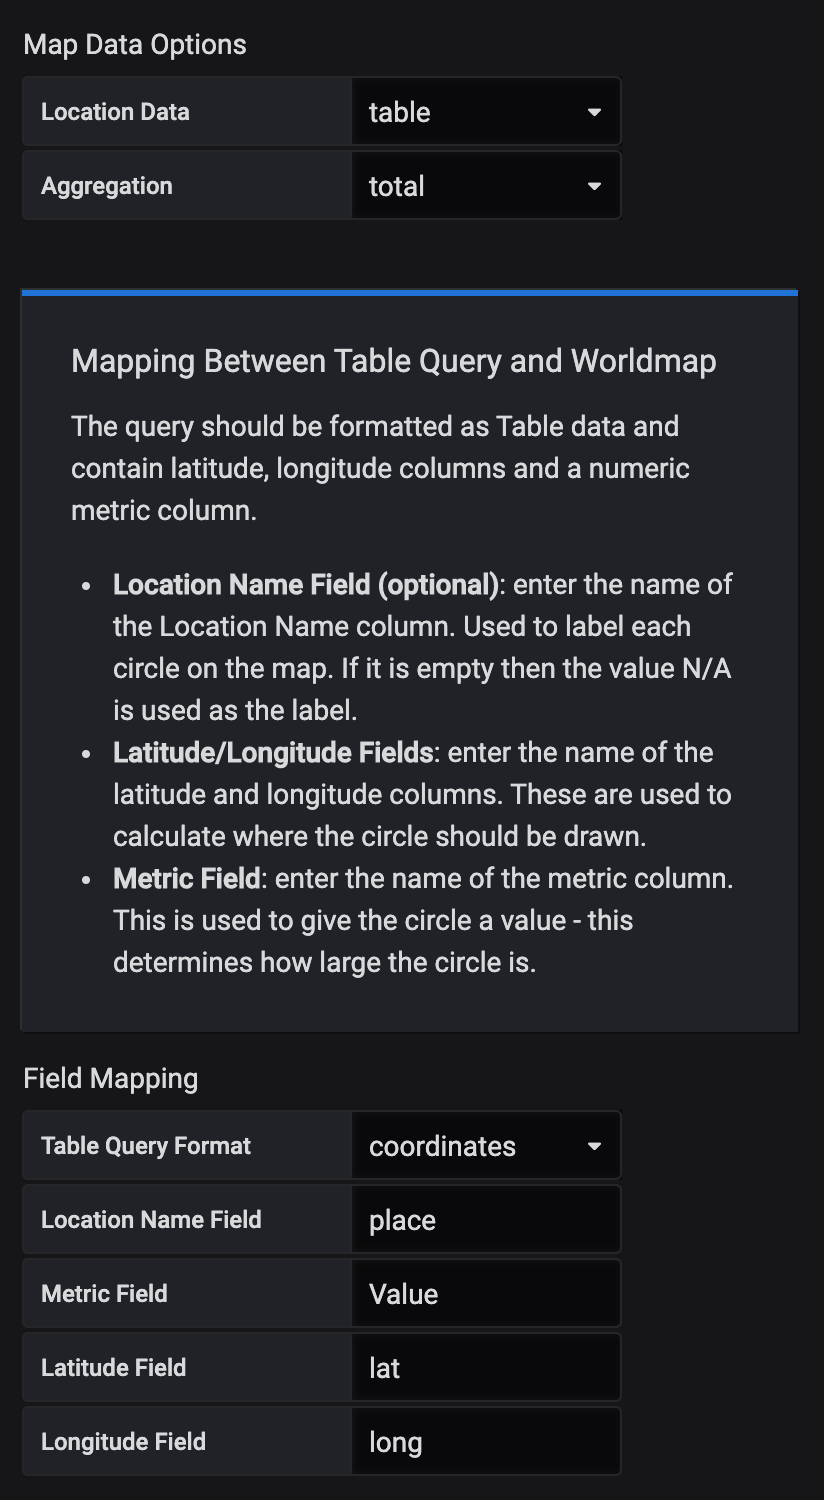 Map Data Options
Location Data table
Aggregation total
Mapping Between Table Query and Worldmap
The query should be formatted as Table data and
contain latitude, longitude columns and a numeric
metric column.
• Location Name Field (optional): enter the name of
the Location Name column. Used to label each
circle on the map. If it is empty then the value N/A
is used as the label.
• Latitude/Longitude Fields: enter the name of the
latitude and longitude columns. These are used to
calculate where the circle should be drawn.
• Metric Field: enter the name of the metric column.
This is used to give the circle a value - this
determines how large the circle is.
Field Mapping
Table Query Format coordinates
Location Name Field place
Metric Field Value
Latitude Field lat
Longitude Field long